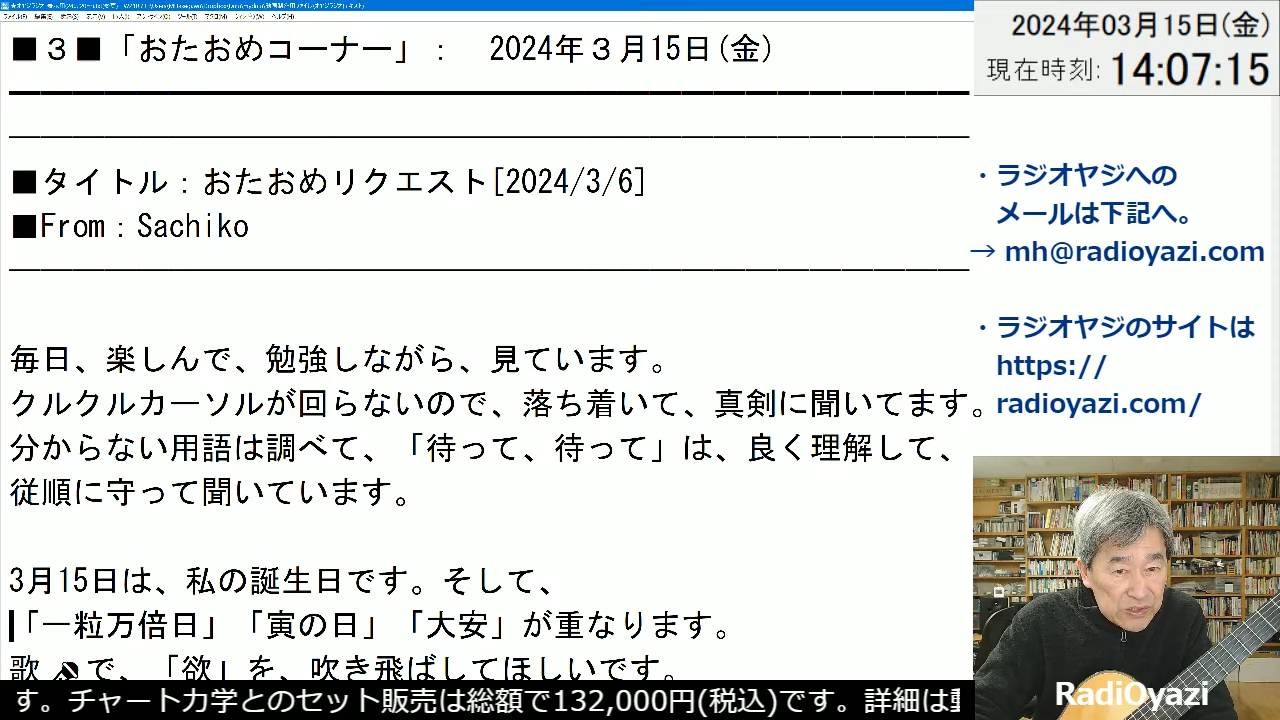 ■３■「おたおめコーナー」：　2024年３月15日(金)
■タイトル：おたおめリクエスト[2024/3/6]
■From：Sachiko
毎日、楽しんで、勉強しながら、見ています。
クルクルカーソルが回らないので、落ち着いて、真剣に聞いてます。
分からない用語は調べて、「待って、待って」は、良く理解して、
従順に守って聞いています。
3月15日は、私の誕生日です。そして、
「一粒万倍日」「寅の日」「大安」が重なります。
歌🎤で、「欲」を、吹き飛ばしてほしいです。
す。チャート力学とのセット販売は総額で132,000円(税込)です。詳細は
2024年03月15日(金)
現在時刻: 14:07:15
・ラジオヤジへの
メールは下記へ。
→ mh@radioyazi.com
・ラジオヤジのサイトは
https://
radioyazi.com/
RadiOyazi